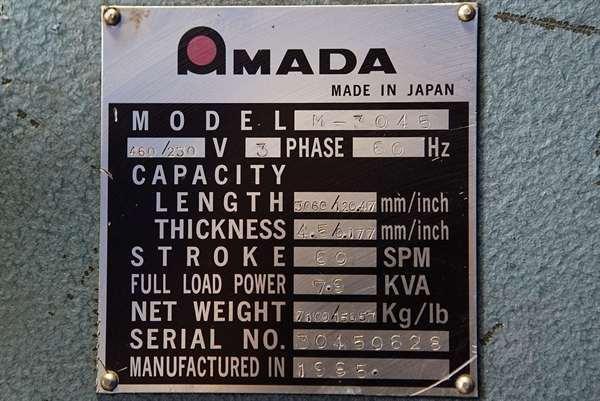 AMADA
MADE IN JAPAN
MODEL M-3045
460/230 V 3 PHASE 60 Hz
CAPACITY
LENGTH 3060/120.47 mm/inch
THICKNESS 4.5/0.177 mm/inch
STROKE 60 SPM
FULL LOAD POWER 7.9 KVA
NET WEIGHT Kg/lb
SERIAL NO. 30450628
MANUFACTURED IN 1995.